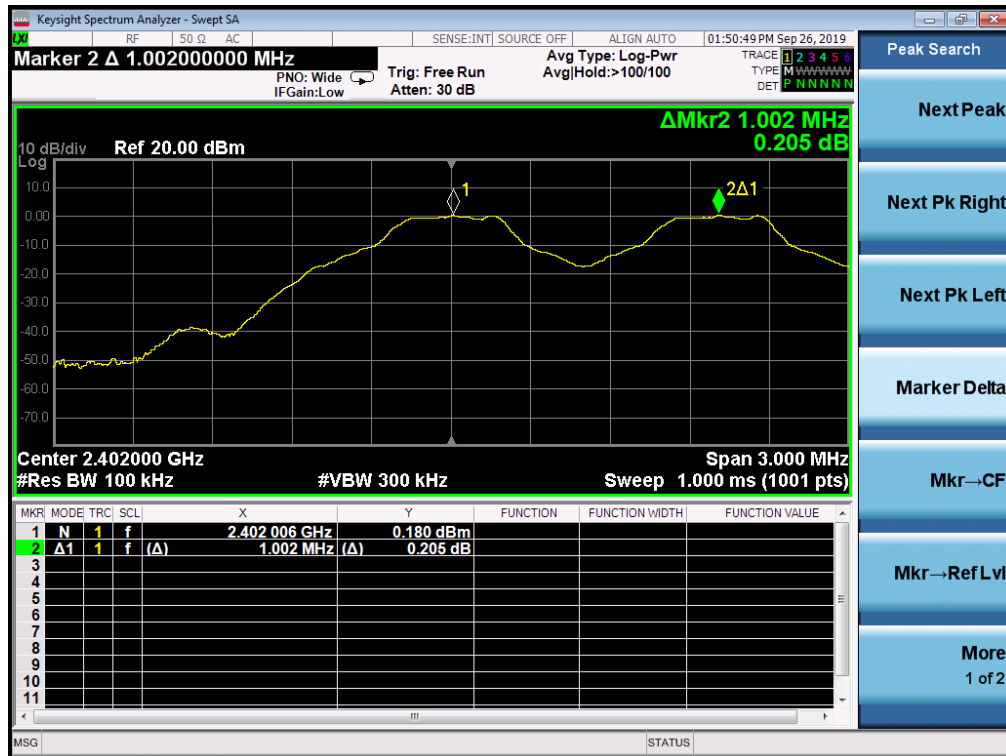 Keysight Spectrum Analyzer - Swept SA
LXI RF 50 Ω AC SENSE:INT SOURCE OFF ALIGN AUTO 01:50:49 PM Sep 26, 2019
Marker 2 Δ 1.002000000 MHz
PNO: Wide
IFGain:Low
Trig: Free Run
Atten: 30 dB
Avg Type: Log-Pwr
Avg|Hold:>100/100
TRACE 1 2 3 4 5 6
TYPE M W W W W W
DET P N N N N N
ΔMkr2 1.002 MHz
0.205 dB
10 dB/div Ref 20.00 dBm
Log
10.0
0.00
-10.0
-20.0
-30.0
-40.0
-50.0
-60.0
-70.0
1
2Δ1
Center 2.402000 GHz Span 3.000 MHz
#Res BW 100 kHz #VBW 300 kHz Sweep 1.000 ms (1001 pts)
MKR MODE TRC SCL X Y FUNCTION FUNCTION WIDTH FUNCTION VALUE
1 N 1 f 2.402 006 GHz 0.180 dBm
2 Δ1 1 f (Δ) 1.002 MHz (Δ) 0.205 dB
3
4
5
6
7
8
9
10
11
MSG STATUS
Peak Search
Next Peak
Next Pk Right
Next Pk Left
Marker Delta
Mkr→CF
Mkr→Ref Lvl
More
1 of 2